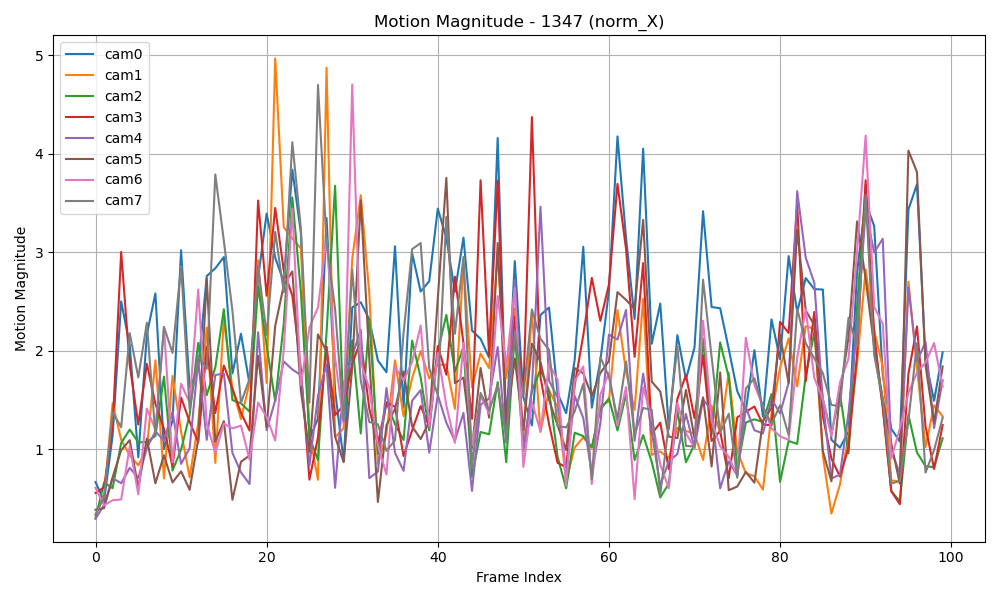 Motion Magnitude - 1347 (norm_X)
cam0
cam1
cam2
cam3
cam4
cam5
cam6
cam7
Motion Magnitude
5
4
3
2
1
0
20
40
60
80
100
Frame Index